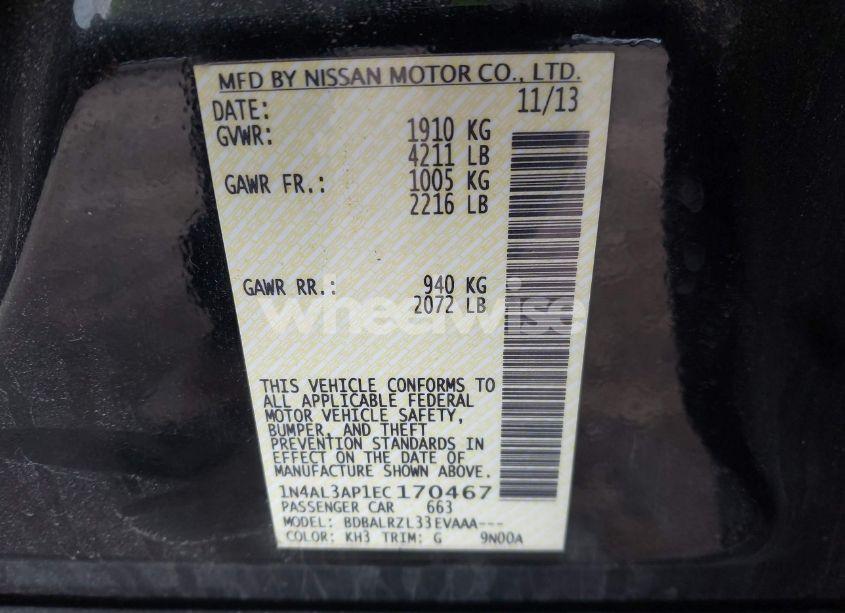 MFD BY NISSAN MOTOR CO., LTD.
DATE: 11/13
GVWR: 1910 KG
4211 LB
GAWR FR.: 1005 KG
2216 LB
GAWR RR.: 940 KG
2072 LB
wheelwise
THIS VEHICLE CONFORMS TO
ALL APPLICABLE FEDERAL
MOTOR VEHICLE SAFETY,
BUMPER, AND THEFT
PREVENTION STANDARDS IN
EFFECT ON THE DATE OF
MANUFACTURE SHOWN ABOVE.
1N4AL3AP1EC170467
PASSENGER CAR 663
MODEL: BDBALRZL33EVAAA---
COLOR: KH3 TRIM: G 9N00A